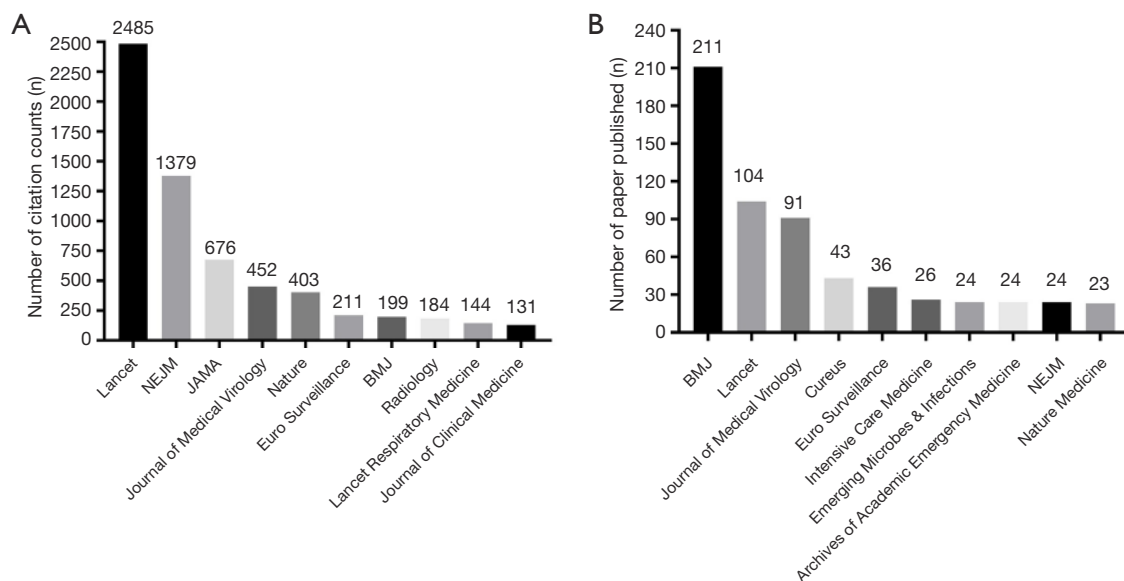 A
Number of citation counts (n)
2500
2250
2000
1750
1500
1250
1000
750
500
250
0
2485
1379
676
452
403
211
199
184
144
131
Lancet
NEJM
JAMA
Journal of Medical Virology
Nature
Euro Surveillance
BMJ
Radiology
Lancet Respiratory Medicine
Journal of Clinical Medicine
B
Number of paper published (n)
240
210
180
150
120
90
60
30
0
211
104
91
43
36
26
24
24
24
23
BMJ
Lancet
Journal of Medical Virology
Cureus
Euro Surveillance
Intensive Care Medicine
Emerging Microbes & Infections
Archives of Academic Emergency Medicine
NEJM
Nature Medicine